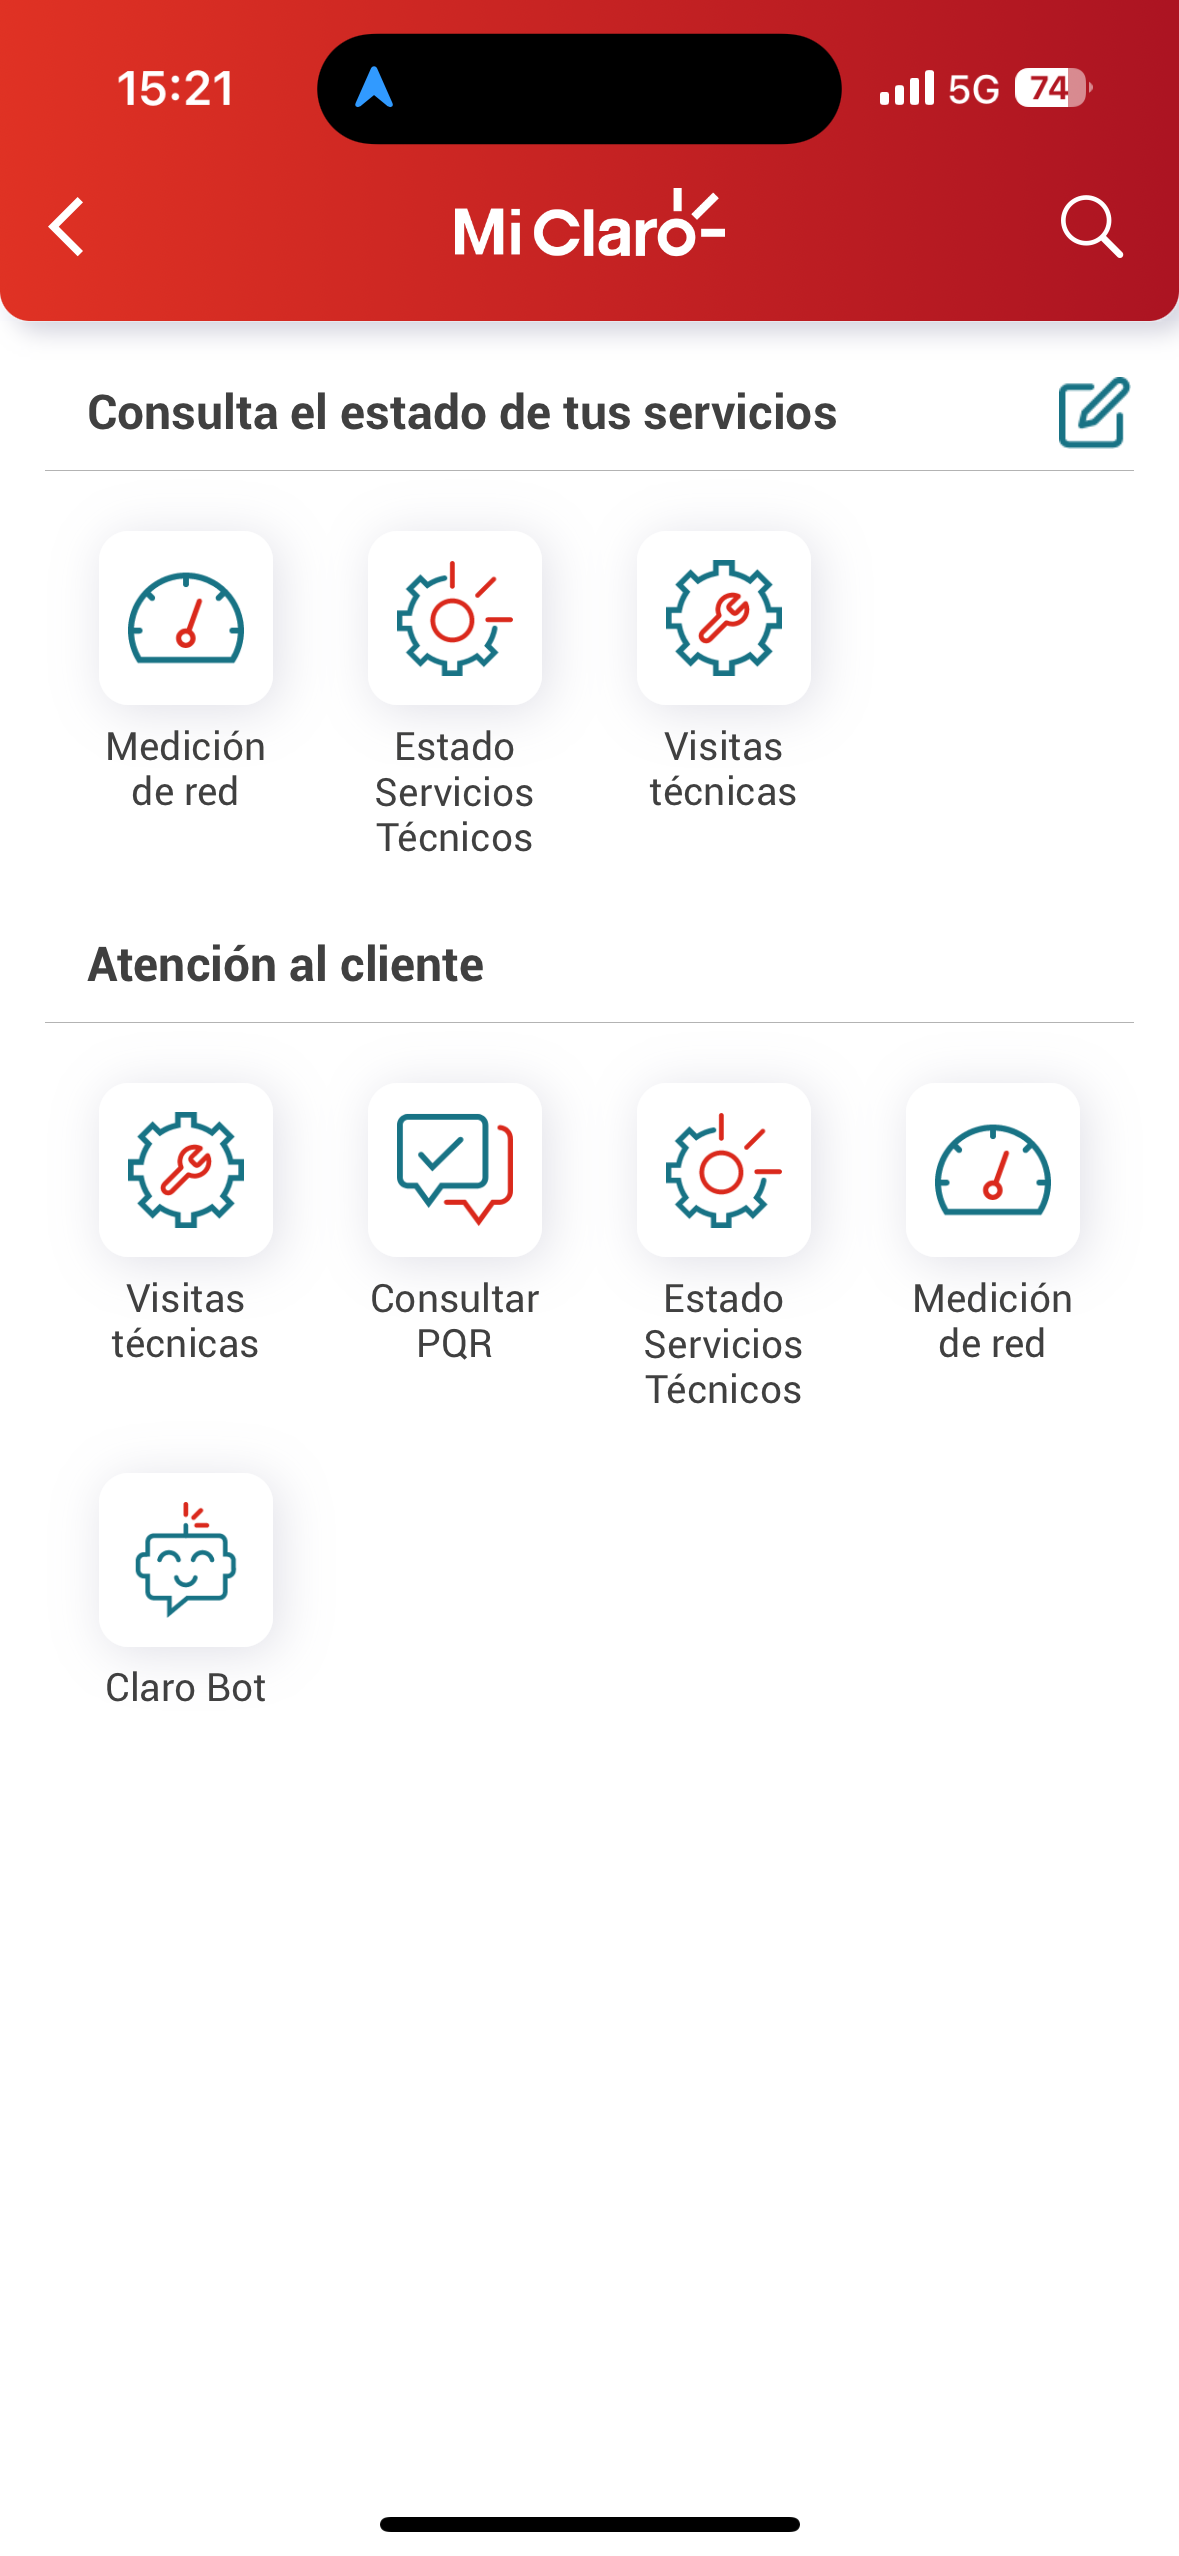 15:21
5G
74
Mi Claro
Consulta el estado de tus servicios
Medición
de red
Estado
Servicios
Técnicos
Visitas
técnicas
Atención al cliente
Visitas
técnicas
Consultar
PQR
Estado
Servicios
Técnicos
Medición
de red
Claro Bot